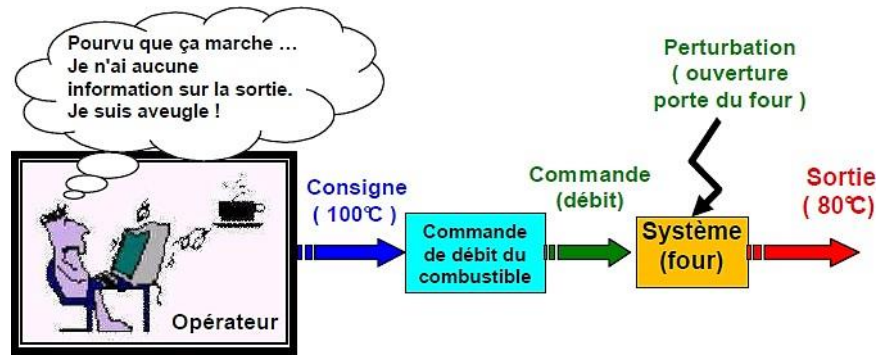 Pourvu que ça marche ...
Je n'ai aucune
information sur la sortie.
Je suis aveugle !
Opérateur
Consigne
( 100°C )
Commande
de débit du
combustible
Commande
(débit)
Perturbation
( ouverture
porte du four )
Système
(four)
Sortie
( 80°C)